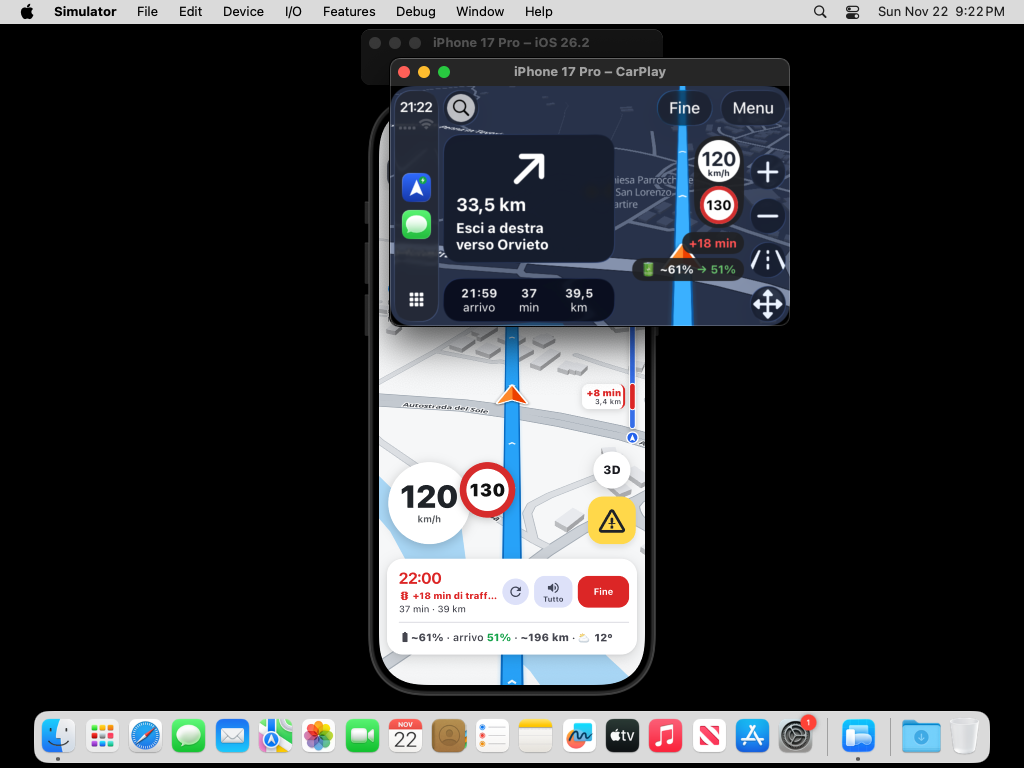 Simulator File Edit Device I/O Features Debug Window Help Sun Nov 22 9:22 PM
iPhone 17 Pro – iOS 26.2
iPhone 17 Pro – CarPlay
21:22
Fine
Menu
120
km/h
33,5 km
Esci a destra
verso Orvieto
San Lorenzo
130
+18 min
~61% → 51%
21:59 37 39,5
arrivo min km
+8 min
3,4 km
Autostrada del Sole
3D
120
km/h
130
22:00
+18 min di traff...
37 min · 39 km
Tutto
Fine
~61% · arrivo 51% · ~196 km · 12°
NOV
22
tv
1